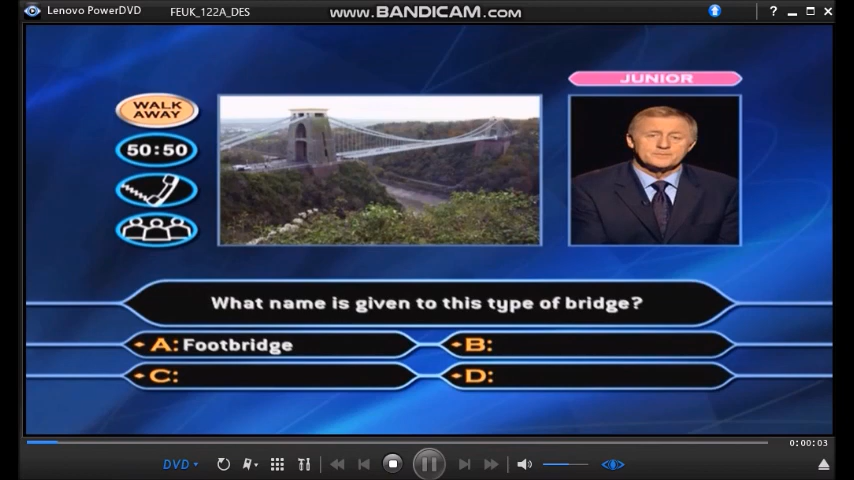 Lenovo PowerDVD
FEUK_122A_DES
WWW.BANDICAM.COM
?
JUNIOR
WALK
AWAY
50:50
What name is given to this type of bridge?
A: Footbridge
B:
C:
D:
0:00:03
DVD